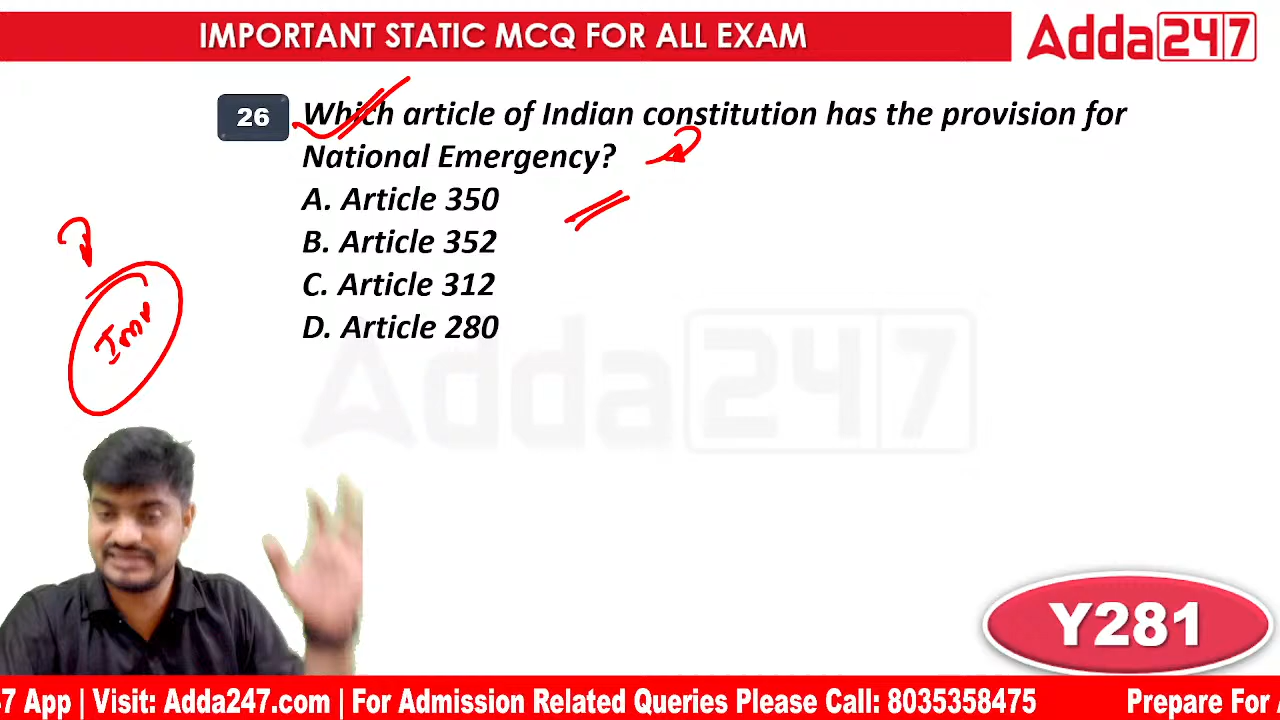 IMPORTANT STATIC MCQ FOR ALL EXAM
Adda247
26 Which article of Indian constitution has the provision for
National Emergency?
A. Article 350
B. Article 352
C. Article 312
D. Article 280
Imp
Adda247
Y281
7 App | Visit: Adda247.com | For Admission Related Queries Please Call: 8035358475 Prepare For